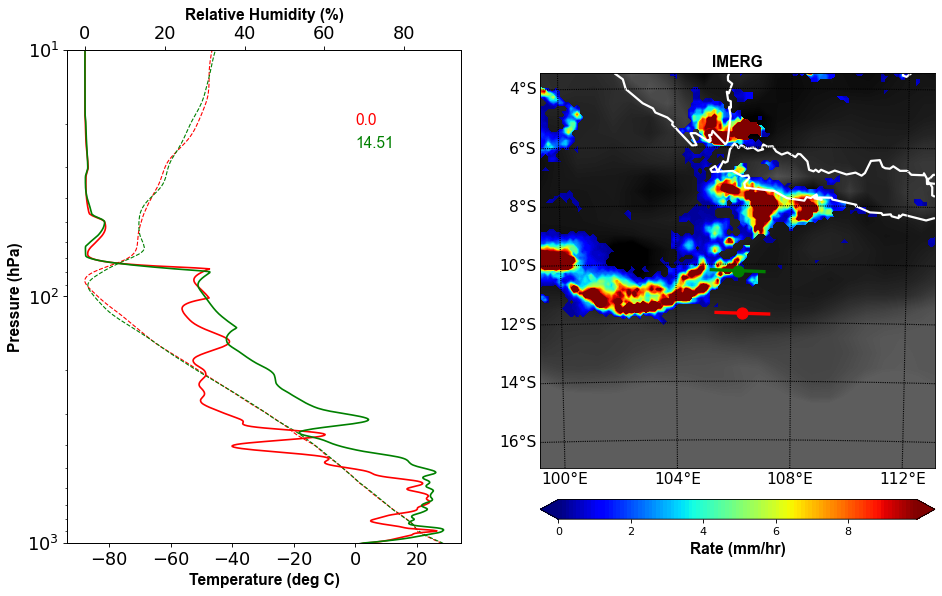 Relative Humidity (%)
0 20 40 60 80
10¹
10²
10³
Pressure (hPa)
0.0
14.51
−80 −60 −40 −20 0 20
Temperature (deg C)
IMERG
4°S
6°S
8°S
10°S
12°S
14°S
16°S
100°E 104°E 108°E 112°E
0 2 4 6 8
Rate (mm/hr)